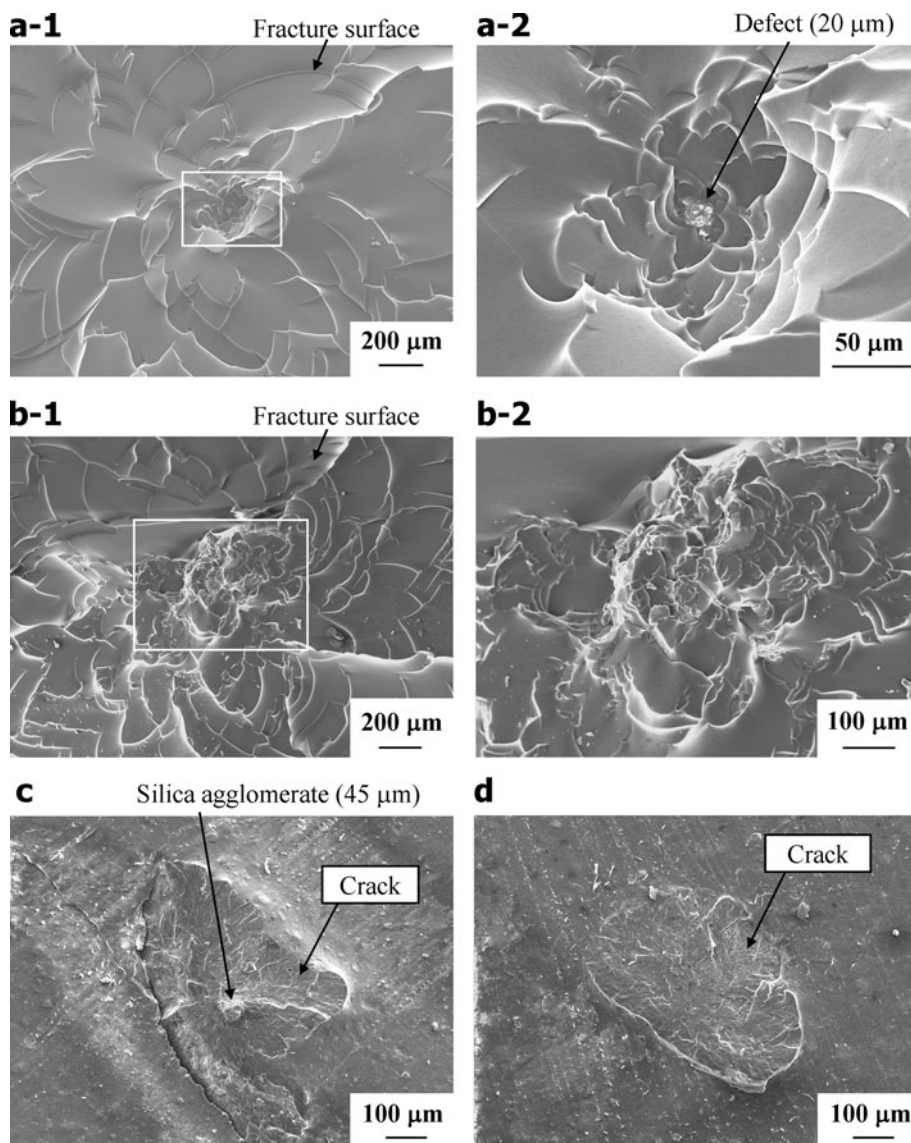 a-1
Fracture surface
a-2
Defect (20 μm)
200 μm
50 μm
b-1
Fracture surface
b-2
200 μm
100 μm
c
Silica agglomerate (45 μm)
Crack
d
Crack
100 μm
100 μm